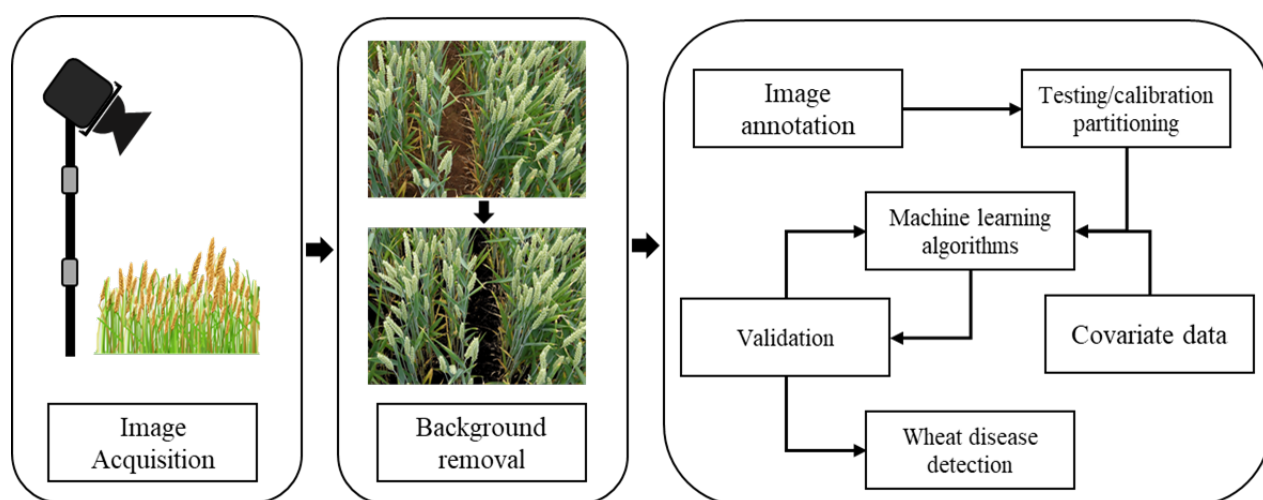 Image
Acquisition
Background
removal
Image
annotation
Testing/calibration
partitioning
Machine learning
algorithms
Validation
Covariate data
Wheat disease
detection